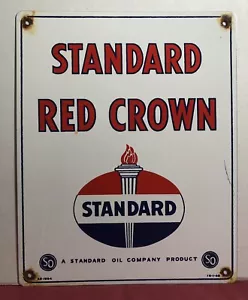 STANDARD
RED CROWN
STANDARD
SO A STANDARD OIL COMPANY PRODUCT SO